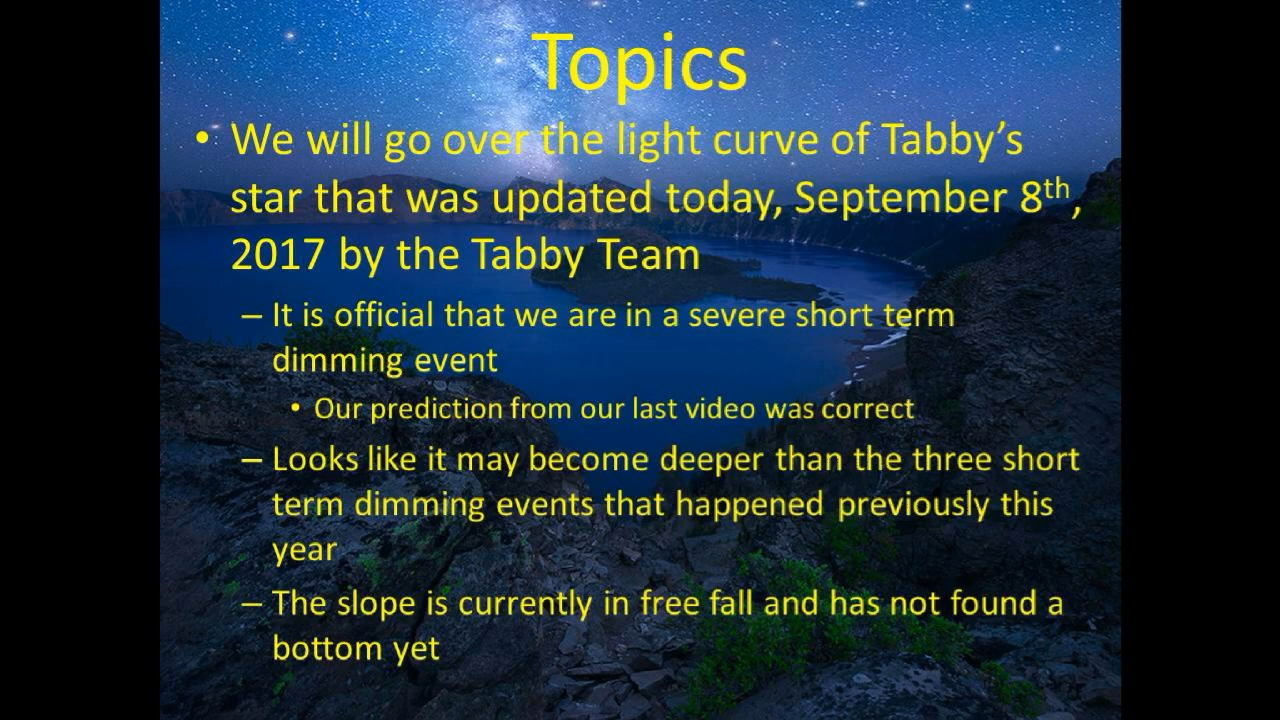 Topics
• We will go over the light curve of Tabby’s
star that was updated today, September 8th,
2017 by the Tabby Team
– It is official that we are in a severe short term
dimming event
• Our prediction from our last video was correct
– Looks like it may become deeper than the three short
term dimming events that happened previously this
year
– The slope is currently in free fall and has not found a
bottom yet